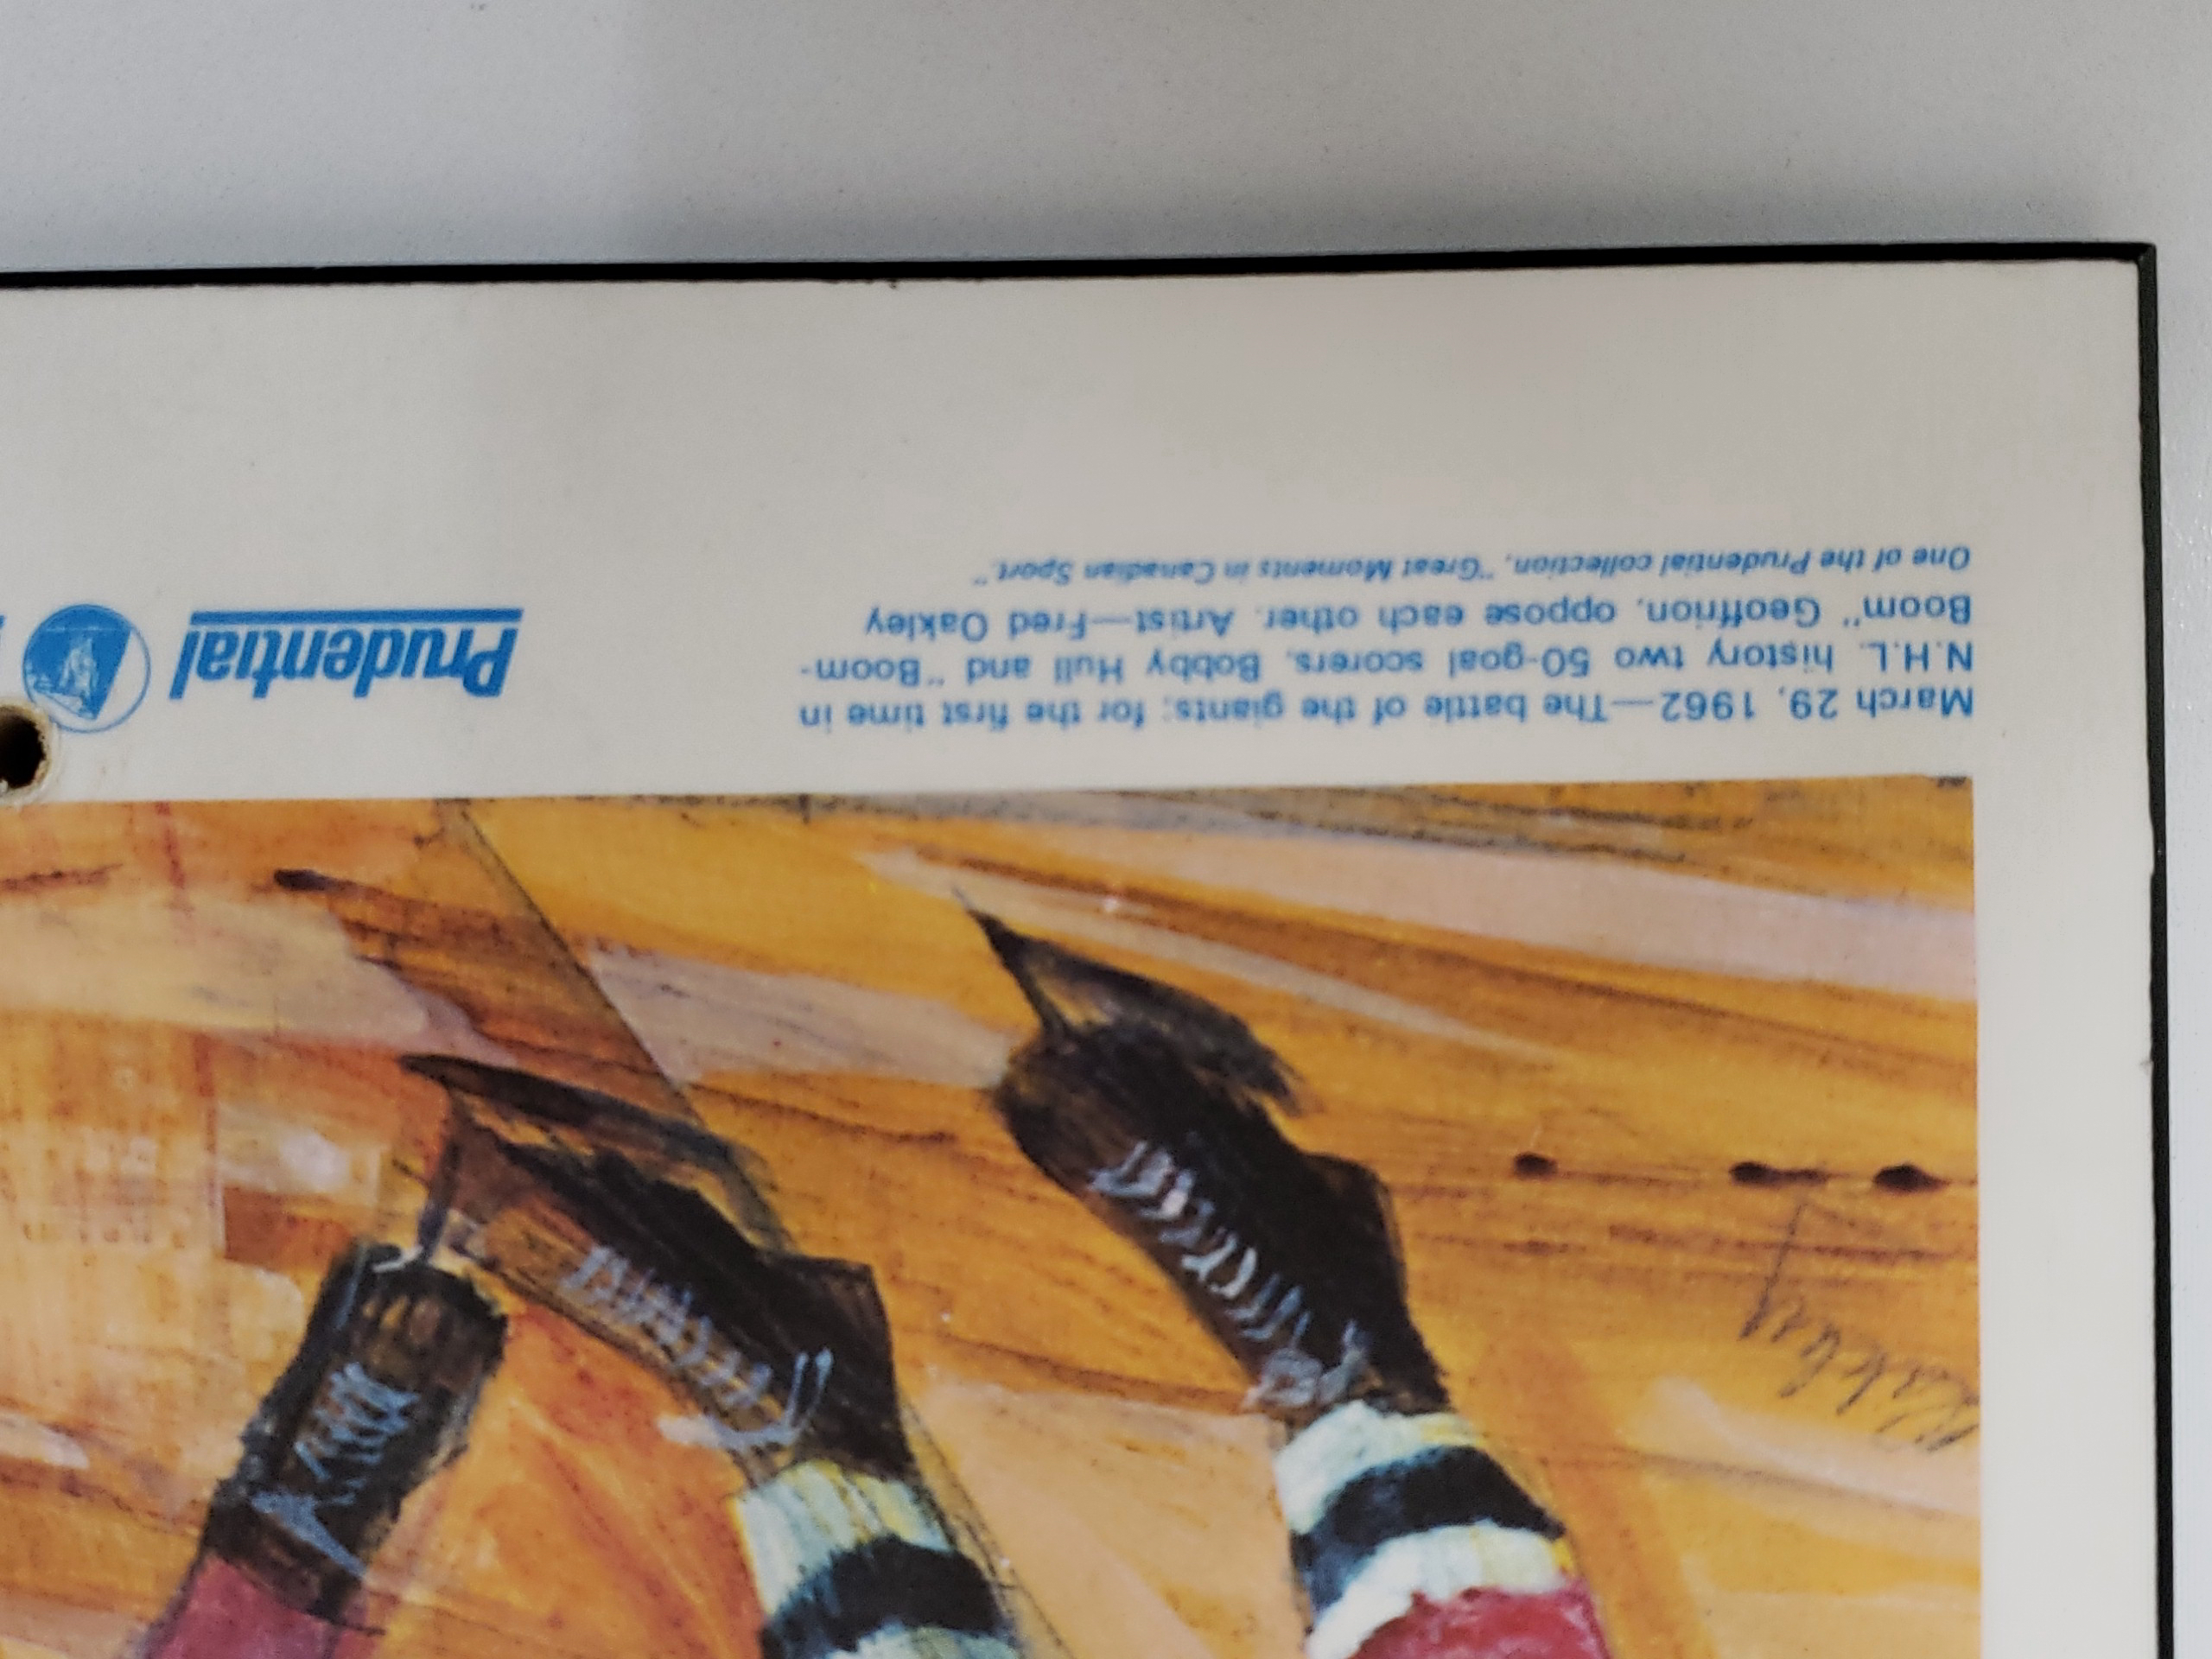 March 29, 1962—The battle of the giants; for the first time in
N.H.L. history two 50-goal scorers, Bobby Hull and "Boom-
Boom" Geoffrion, oppose each other. Artist—Fred Oakley
One of the Prudential collection, "Great Moments in Canadian Sport."
Prudential